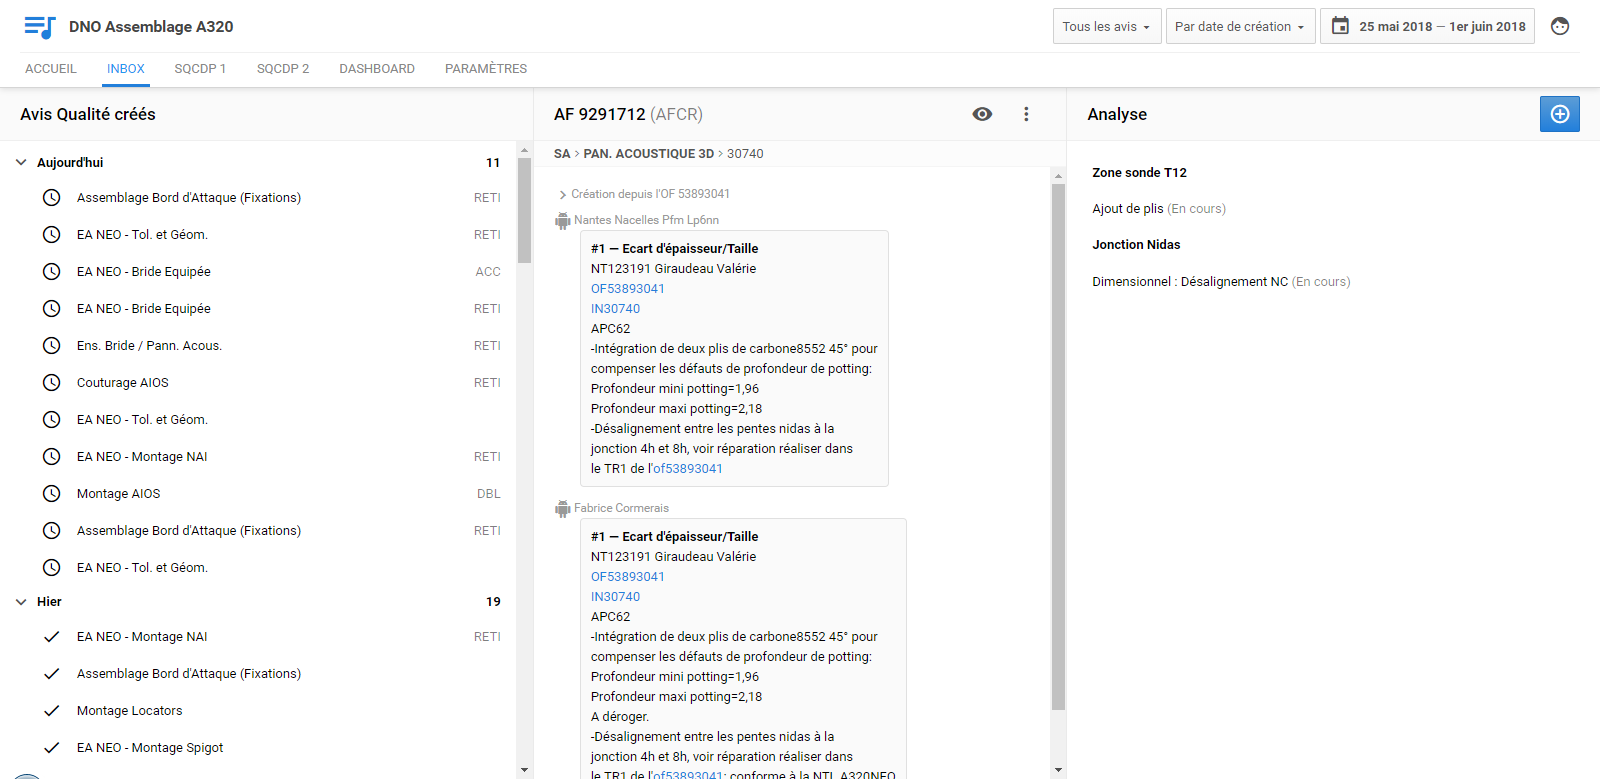 DNO Assemblage A320
Tous les avis
Par date de création
25 mai 2018 — 1er juin 2018
ACCUEIL
INBOX
SQCDP 1
SQCDP 2
DASHBOARD
PARAMÈTRES
Avis Qualité créés
Aujourd'hui 11
Assemblage Bord d'Attaque (Fixations) RETI
EA NEO - Tol. et Géom. RETI
EA NEO - Bride Equipée ACC
EA NEO - Bride Equipée RETI
Ens. Bride / Pann. Acous. RETI
Couturage AIOS RETI
EA NEO - Tol. et Géom.
EA NEO - Montage NAI RETI
Montage AIOS DBL
Assemblage Bord d'Attaque (Fixations) RETI
EA NEO - Tol. et Géom.
Hier 19
EA NEO - Montage NAI RETI
Assemblage Bord d'Attaque (Fixations)
Montage Locators
EA NEO - Montage Spigot
AF 9291712 (AFCR)
SA > PAN. ACOUSTIQUE 3D > 30740
Création depuis l'OF 53893041
Nantes Nacelles Pfm Lp6nn
#1 — Ecart d'épaisseur/Taille
NT123191 Giraudeau Valérie
OF53893041
IN30740
APC62
-Intégration de deux plis de carbone8552 45° pour
compenser les défauts de profondeur de potting:
Profondeur mini potting=1,96
Profondeur maxi potting=2,18
-Désalignement entre les pentes nidas à la
jonction 4h et 8h, voir réparation réaliser dans
le TR1 de l'of53893041
Fabrice Cormerais
#1 — Ecart d'épaisseur/Taille
NT123191 Giraudeau Valérie
OF53893041
IN30740
APC62
-Intégration de deux plis de carbone8552 45° pour
compenser les défauts de profondeur de potting:
Profondeur mini potting=1,96
Profondeur maxi potting=2,18
A déroger.
-Désalignement entre les pentes nidas à la
jonction 4h et 8h, voir réparation réaliser dans
le TR1 de l'of53893041: conforme à la NTL A320NEO
Analyse
Zone sonde T12
Ajout de plis (En cours)
Jonction Nidas
Dimensionnel : Désalignement NC (En cours)